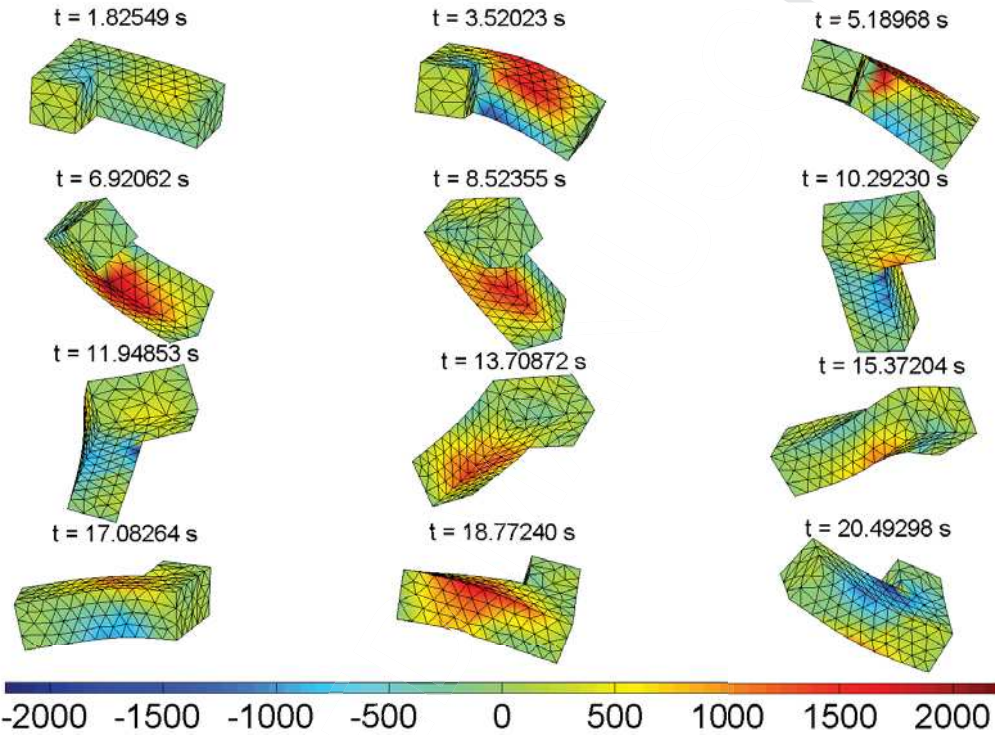 t = 1.82549 s
t = 3.52023 s
t = 5.18968 s
t = 6.92062 s
t = 8.52355 s
t = 10.29230 s
t = 11.94853 s
t = 13.70872 s
t = 15.37204 s
t = 17.08264 s
t = 18.77240 s
t = 20.49298 s
-2000 -1500 -1000 -500 0 500 1000 1500 2000